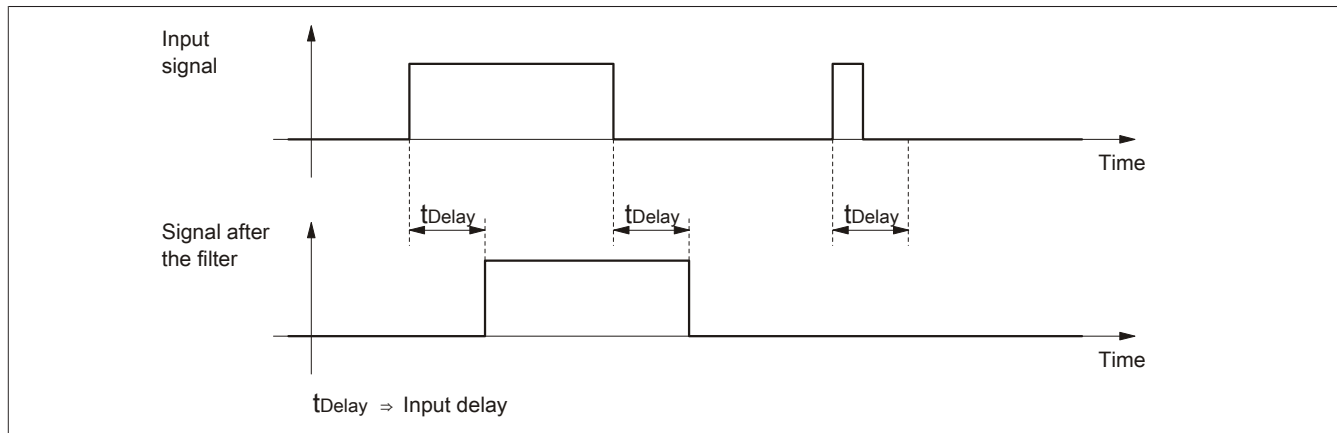 Input
signal
Time
tDelay
tDelay
tDelay
Signal after
the filter
Time
tDelay ⇒ Input delay